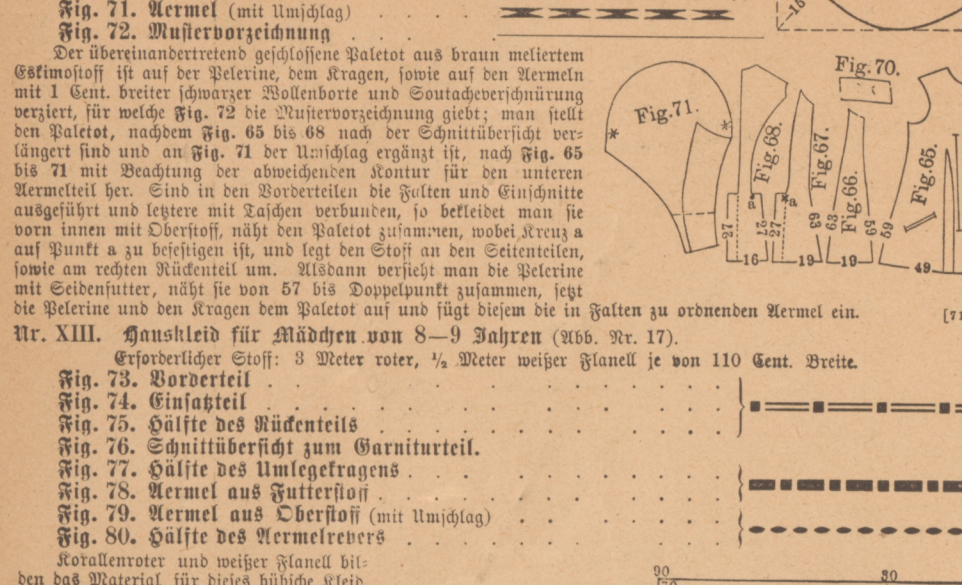 Fig. 71. Aermel (mit Umschlag) . . .
Fig. 72. Mustervorzeichnung . . . .
Der übereinandertretend geschlossene Paletot aus braun meliertem
Eskimostoff ist auf der Pelerine, dem Kragen, sowie auf den Aermeln
mit 1 Cent. breiter schwarzer Wollenborte und Soutacheverschnürung
verziert, für welche Fig. 72 die Mustervorzeichnung giebt; man stellt
den Paletot, nachdem Fig. 65 bis 68 nach der Schnittübersicht ver-
längert sind und an Fig. 71 der Umschlag ergänzt ist, nach Fig. 65
bis 71 mit Beachtung der abweichenden Kontur für den unteren
Aermelteil her. Sind in den Vorderteilen die Falten und Einschnitte
ausgeführt und letztere mit Taschen verbunden, so bekleidet man sie
vorn innen mit Oberstoff, näht den Paletot zusammen, wobei Kreuz a
auf Punkt a zu befestigen ist, und legt den Stoff an den Seitenteilen,
sowie am rechten Rückenteil um. Alsdann versieht man die Pelerine
mit Seidenfutter, näht sie von 57 bis Doppelpunkt zusammen, setzt
die Pelerine und den Kragen dem Paletot auf und fügt diesem die in Falten zu ordnenden Aermel ein.
Fig. 71.
Fig. 68.
Fig. 67.
Fig. 70.
Fig. 66.
Fig. 65.
a
a
27
27
27
63
63
59
59
16
19
19
49
Nr. XIII. Hauskleid für Mädchen von 8—9 Jahren (Abb. Nr. 17).
Erforderlicher Stoff: 3 Meter roter, ½ Meter weißer Flanell je von 110 Cent. Breite.
Fig. 73. Vorderteil
Fig. 74. Einsatzteil
Fig. 75. Hälfte des Rückenteils
Fig. 76. Schnittübersicht zum Garniturteil.
Fig. 77. Hälfte des Umlegekragens
Fig. 78. Aermel aus Futterstoff
Fig. 79. Aermel aus Oberstoff (mit Umschlag)
Fig. 80. Hälfte des Aermelrevers
Korallenroter und weißer Flanell bil-
den das Material für dieses hübsche Kleid
90
80